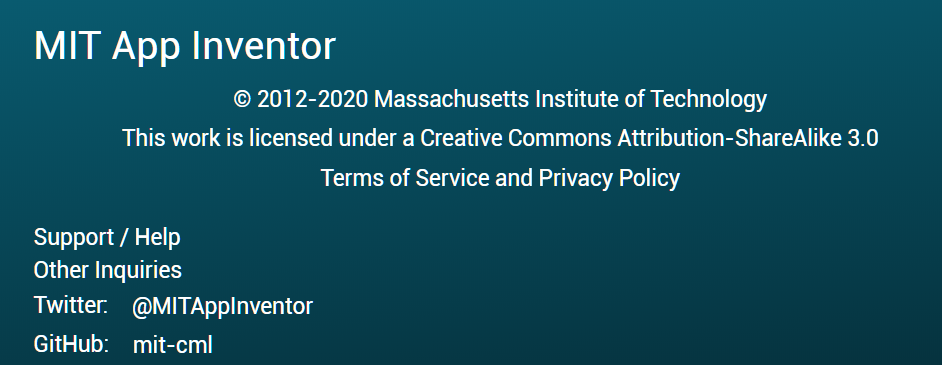 MIT App Inventor
© 2012-2020 Massachusetts Institute of Technology
This work is licensed under a Creative Commons Attribution-ShareAlike 3.0
Terms of Service and Privacy Policy
Support / Help
Other Inquiries
Twitter: @MITAppInventor
GitHub: mit-cml